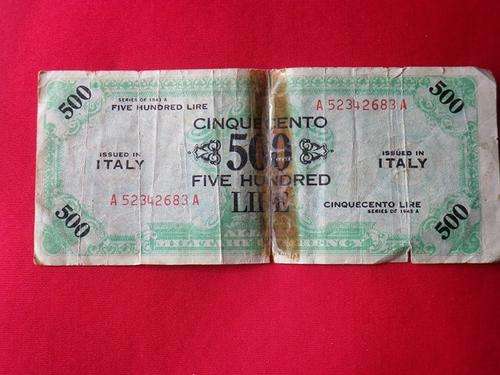 500
SERIES OF 1943 A
FIVE HUNDRED LIRE
A 52342683 A
500
CINQUECENTO
ISSUED IN
ITALY
500
ISSUED IN
ITALY
FIVE HUNDRED
A 52342683 A
LIRE
CINQUECENTO LIRE
SERIES OF 1943 A
500
500